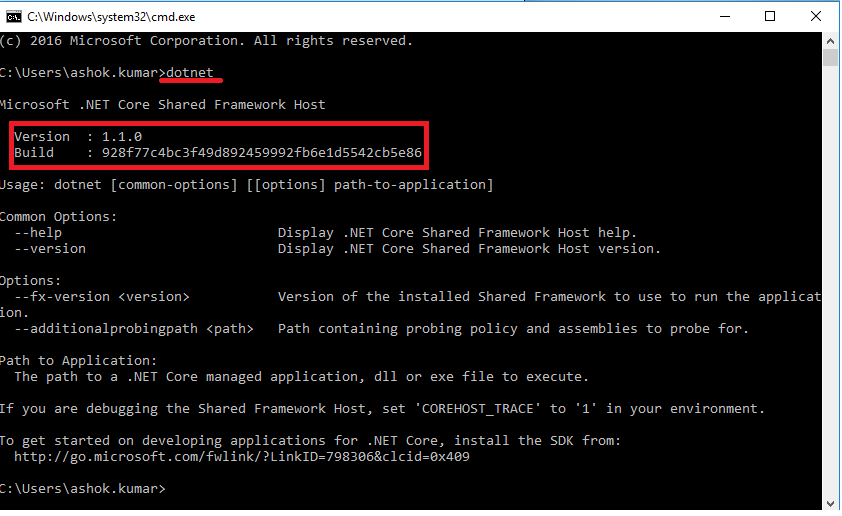 C:\Windows\system32\cmd.exe
(c) 2016 Microsoft Corporation. All rights reserved.
C:\Users\ashok.kumar>dotnet
Microsoft .NET Core Shared Framework Host
Version  : 1.1.0
Build    : 928f77c4bc3f49d892459992fb6e1d5542cb5e86
Usage: dotnet [common-options] [[options] path-to-application]
Common Options:
--help                           Display .NET Core Shared Framework Host help.
--version                        Display .NET Core Shared Framework Host version.
Options:
--fx-version <version>           Version of the installed Shared Framework to use to run the applicat
ion.
--additionalprobingpath <path>   Path containing probing policy and assemblies to probe for.
Path to Application:
The path to a .NET Core managed application, dll or exe file to execute.
If you are debugging the Shared Framework Host, set 'COREHOST_TRACE' to '1' in your environment.
To get started on developing applications for .NET Core, install the SDK from:
http://go.microsoft.com/fwlink/?LinkID=798306&clcid=0x409
C:\Users\ashok.kumar>